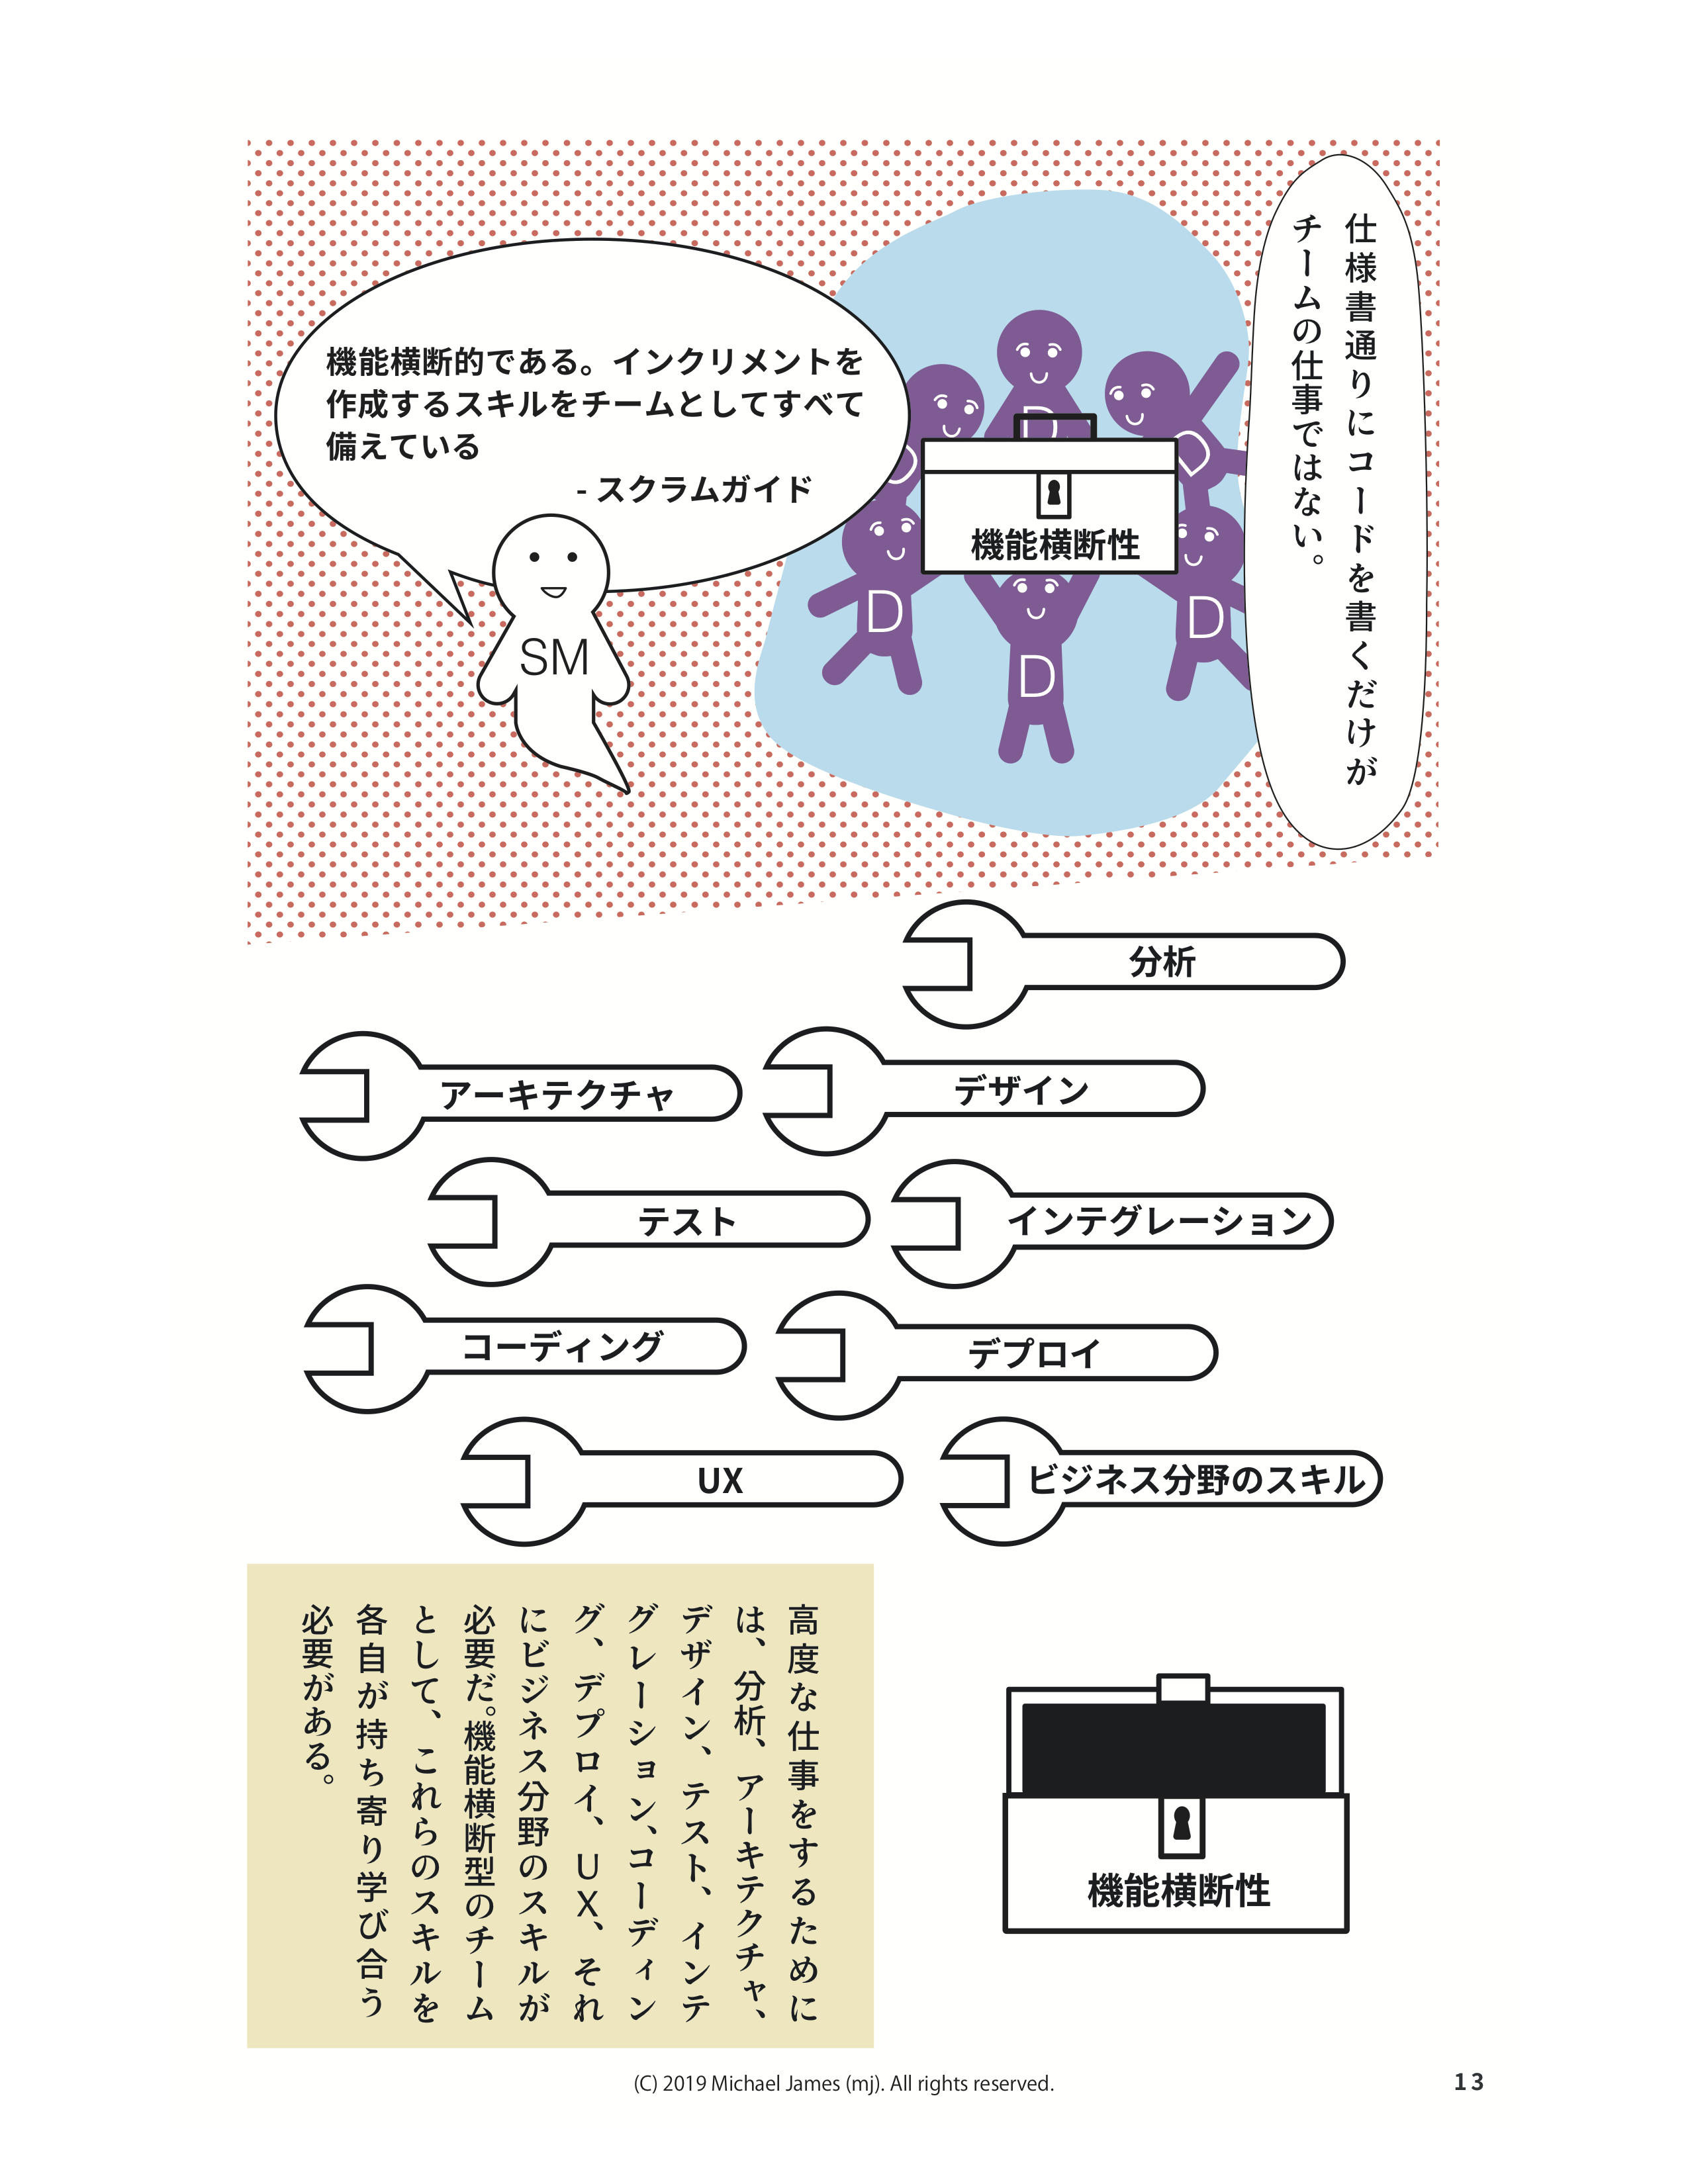 仕様書通りにコードを書くだけが
チームの仕事ではない。
機能横断的である。インクリメントを
作成するスキルをチームとしてすべて
備えている
- スクラムガイド
SM
D
D
D
D
D
D
機能横断性
分析
アーキテクチャ
デザイン
テスト
インテグレーション
コーディング
デプロイ
UX
ビジネス分野のスキル
高度な仕事をするために
は、分析、アーキテクチャ、
デザイン、テスト、インテ
グレーション、コーディン
グ、デプロイ、UX、それ
にビジネス分野のスキルが
必要だ。機能横断型のチーム
として、これらのスキルを
各自が持ち寄り学び合う
必要がある。
機能横断性
(C) 2019 Michael James (mj). All rights reserved.
13